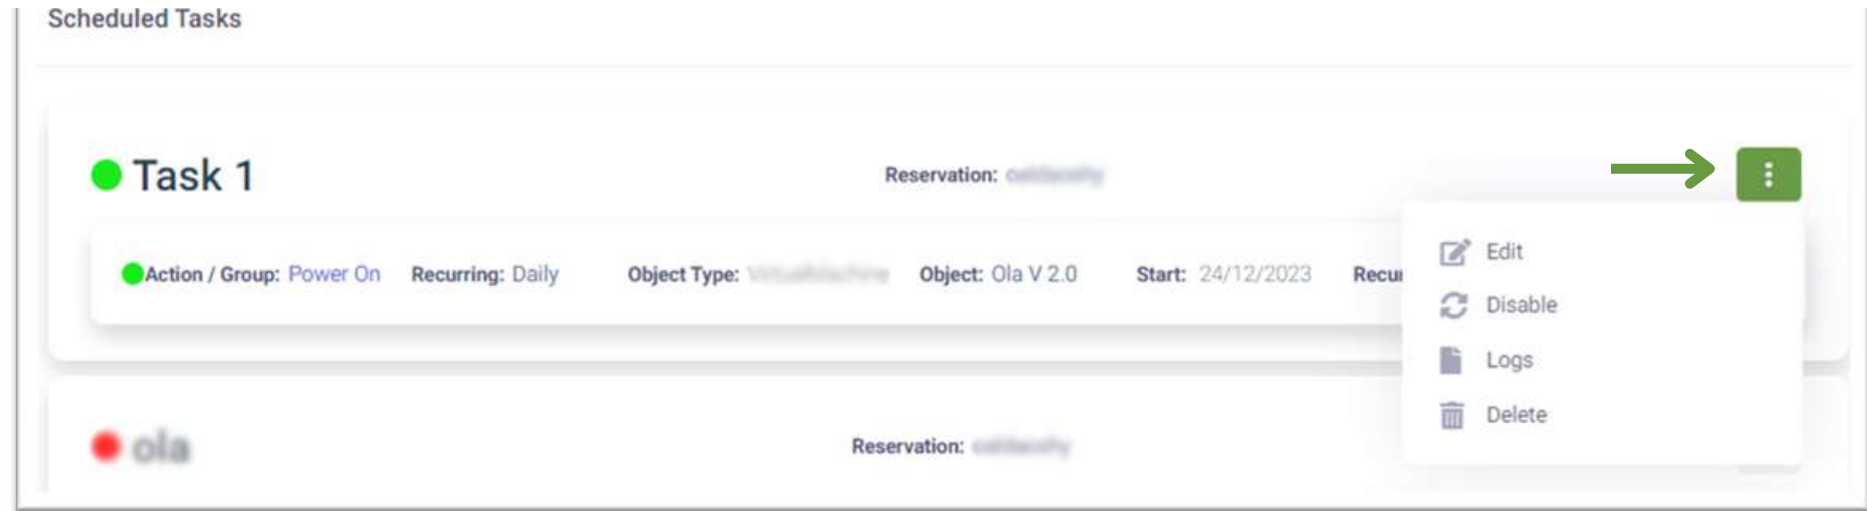 Scheduled Tasks
Task 1
Reservation:
Action / Group: Power On Recurring: Daily Object Type: Object: Ola V 2.0 Start: 24/12/2023 Recur
Edit
Disable
Logs
Delete
ola
Reservation: